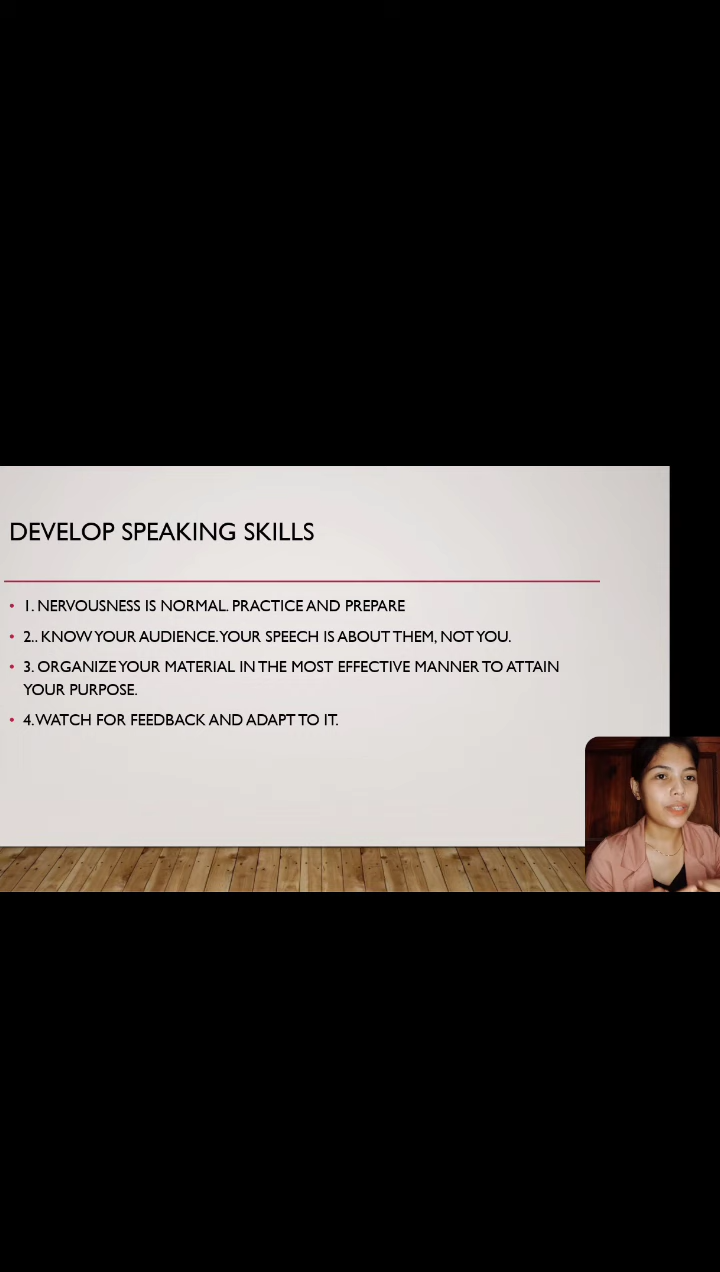 DEVELOP SPEAKING SKILLS
• 1. NERVOUSNESS IS NORMAL. PRACTICE AND PREPARE
• 2.. KNOW YOUR AUDIENCE. YOUR SPEECH IS ABOUT THEM, NOT YOU.
• 3. ORGANIZE YOUR MATERIAL IN THE MOST EFFECTIVE MANNER TO ATTAIN
YOUR PURPOSE.
• 4. WATCH FOR FEEDBACK AND ADAPT TO IT.